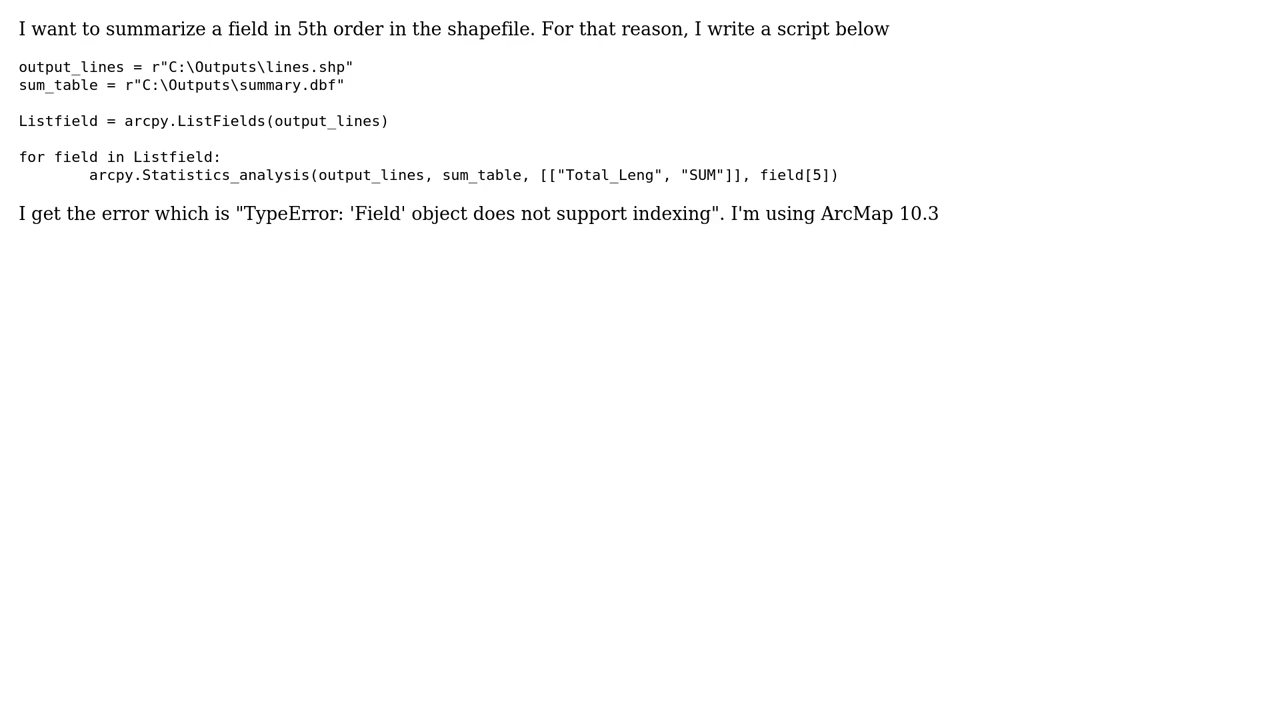 I want to summarize a field in 5th order in the shapefile. For that reason, I write a script below
output_lines = r"C:\Outputs\lines.shp"
sum_table = r"C:\Outputs\summary.dbf"
Listfield = arcpy.ListFields(output_lines)
for field in Listfield:
        arcpy.Statistics_analysis(output_lines, sum_table, [["Total_Leng", "SUM"]], field[5])
I get the error which is "TypeError: 'Field' object does not support indexing". I'm using ArcMap 10.3